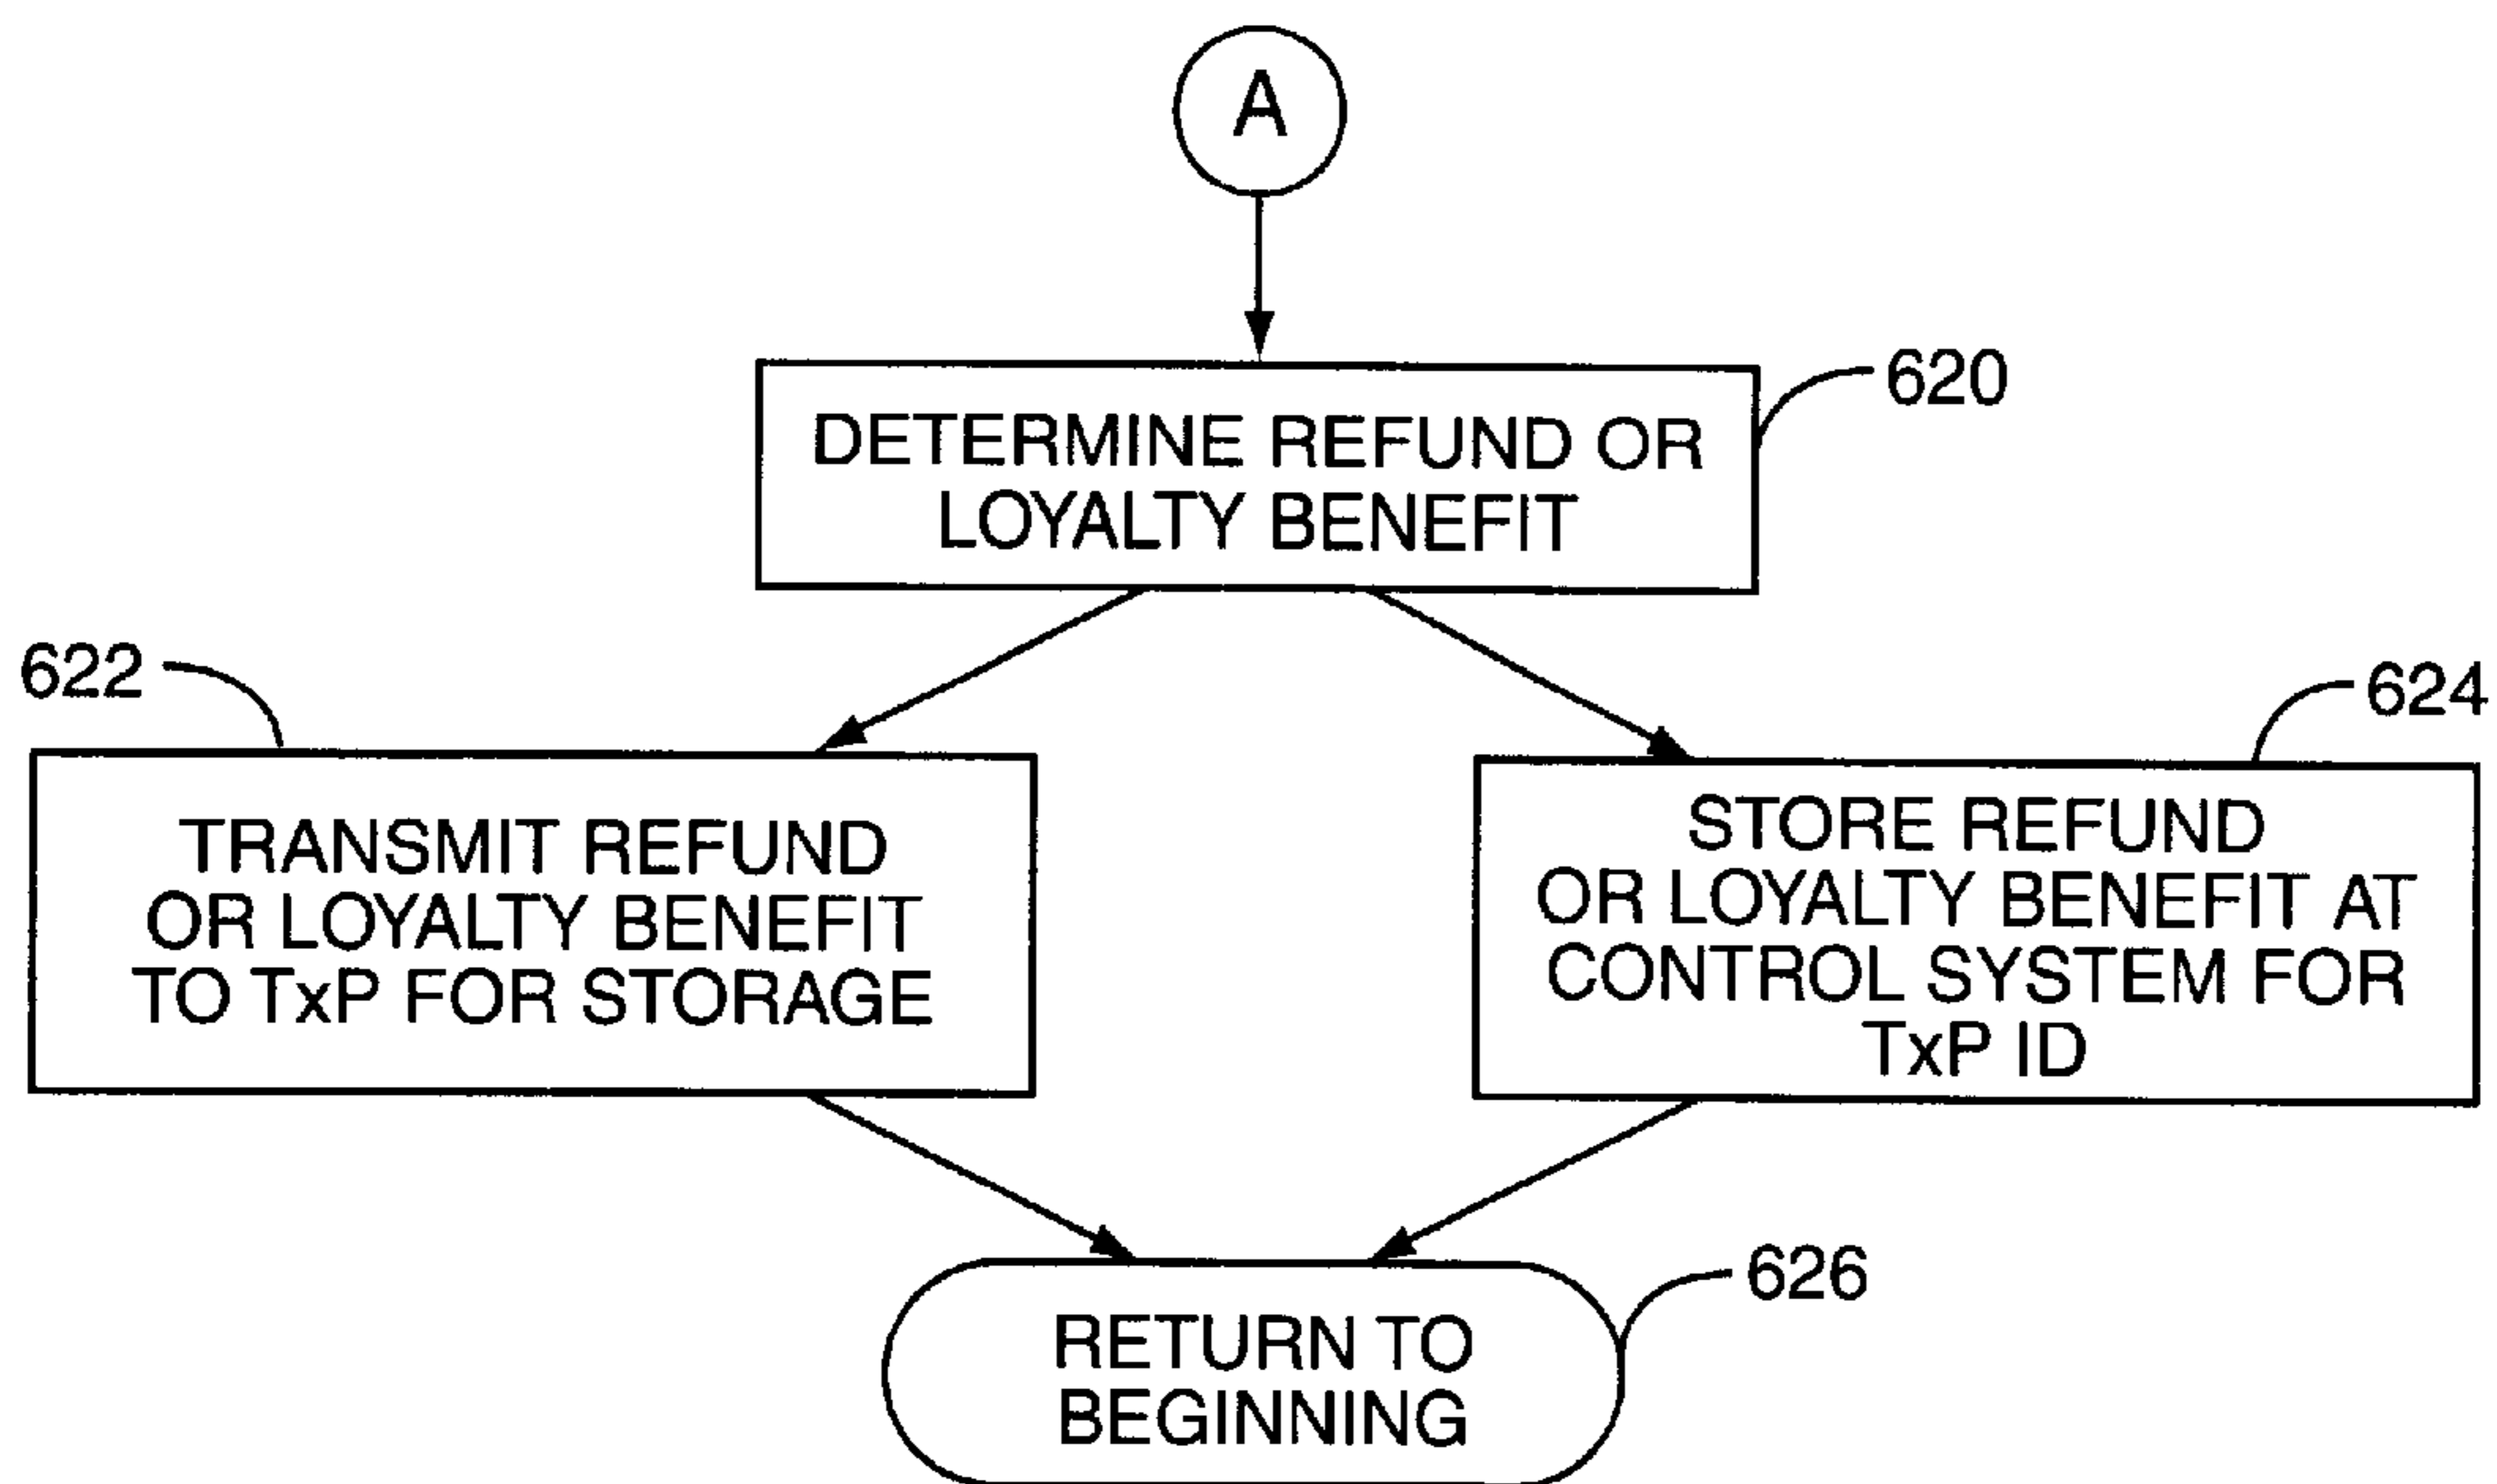 A
DETERMINE REFUND OR
LOYALTY BENEFIT
620
622
624
TRANSMIT REFUND
OR LOYALTY BENEFIT
TO TxP FOR STORAGE
STORE REFUND
OR LOYALTY BENEFIT AT
CONTROL SYSTEM FOR
TxP ID
626
RETURN TO
BEGINNING